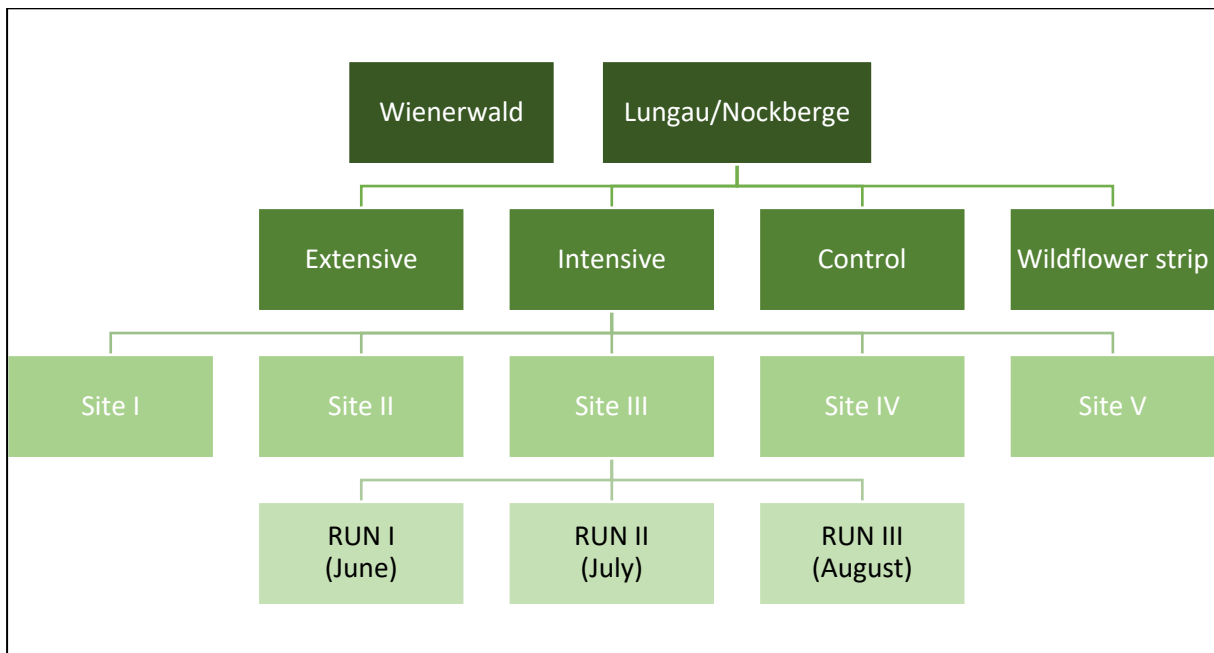 Wienerwald
Lungau/Nockberge
Extensive
Intensive
Control
Wildflower strip
Site I
Site II
Site III
Site IV
Site V
RUN I
(June)
RUN II
(July)
RUN III
(August)